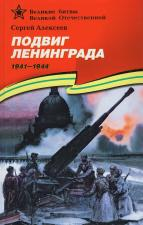 Великие битвы
Великой Отечественной
Сергей Алексеев
ПОДВИГ
ЛЕНИНГРАДА
1941—1944